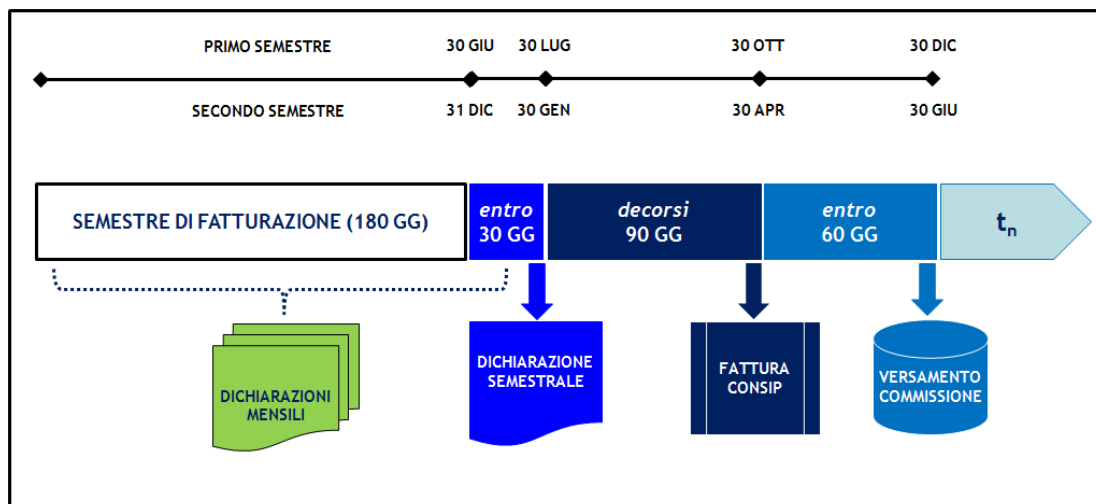 PRIMO SEMESTRE 30 GIU 30 LUG 30 OTT 30 DIC
SECONDO SEMESTRE 31 DIC 30 GEN 30 APR 30 GIU
SEMESTRE DI FATTURAZIONE (180 GG)
entro
30 GG
decorsi
90 GG
entro
60 GG
tn
DICHIARAZIONI
MENSILI
DICHIARAZIONE
SEMESTRALE
FATTURA
CONSIP
VERSAMENTO
COMMISSIONE